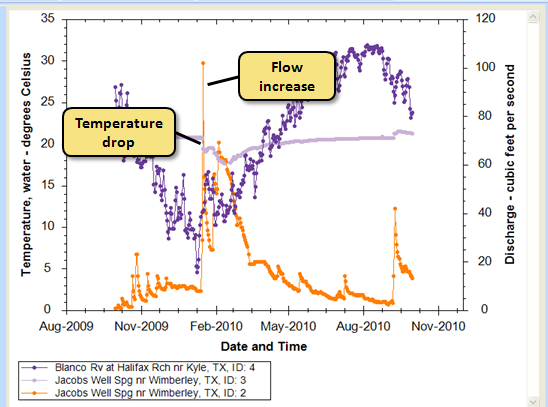 35
30
25
20
15
10
5
0
Temperature, water - degrees Celsius
120
100
80
60
40
20
0
Discharge - cubic feet per second
Flow
increase
Temperature
drop
Aug-2009 Nov-2009 Feb-2010 May-2010 Aug-2010 Nov-2010
Date and Time
Blanco Rv at Halifax Rch nr Kyle, TX, ID: 4
Jacobs Well Spg nr Wimberley, TX, ID: 3
Jacobs Well Spg nr Wimberley, TX, ID: 2